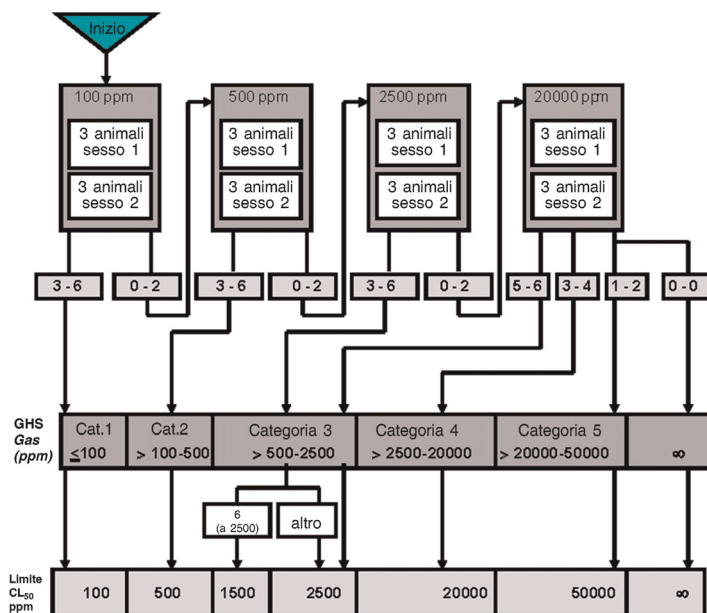 Inizio
100 ppm 500 ppm 2500 ppm 20000 ppm
3 animali 3 animali 3 animali 3 animali
sesso 1 sesso 1 sesso 1 sesso 1
3 animali 3 animali 3 animali 3 animali
sesso 2 sesso 2 sesso 2 sesso 2
3 - 6 0 - 2 3 - 6 0 - 2 3 - 6 0 - 2 5 - 6 3 - 4 1 - 2 0 - 0
GHS Cat.1 Cat.2 Categoria 3 Categoria 4 Categoria 5
Gas
(ppm) ≤100 > 100-500 > 500-2500 > 2500-20000 > 20000-50000 ∞
6 altro
(a 2500)
Limite
CL50 100 500 1500 2500 20000 50000 ∞
ppm